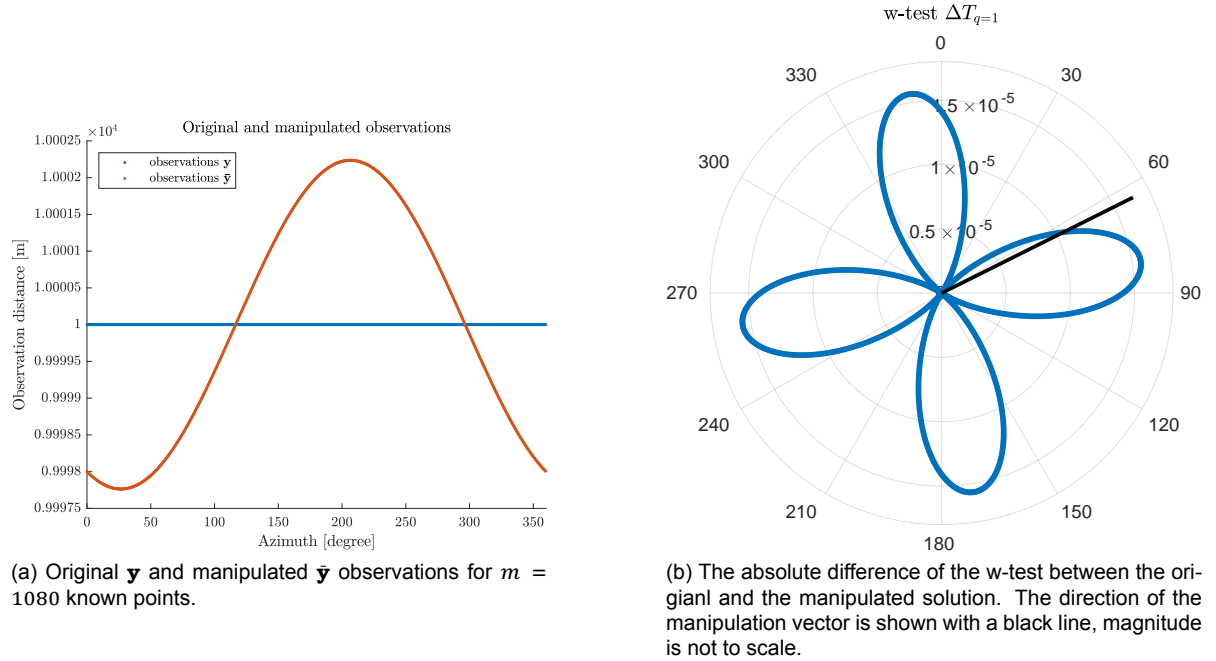 ×10⁴
Original and manipulated observations
1.00025
1.0002
1.00015
1.0001
1.00005
1
0.99995
0.9999
0.99985
0.9998
0.99975
Observation distance [m]
observations y
observations ȳ
0 50 100 150 200 250 300 350
Azimuth [degree]
(a) Original y and manipulated ȳ observations for m =
1080 known points.
w-test ΔT_{q=1}
0
330 30
1.5 × 10⁻⁵
300 60
1 × 10⁻⁵
0.5 × 10⁻⁵
270 90
240 120
210 150
180
(b) The absolute difference of the w-test between the ori-
gianl and the manipulated solution. The direction of the
manipulation vector is shown with a black line, magnitude
is not to scale.